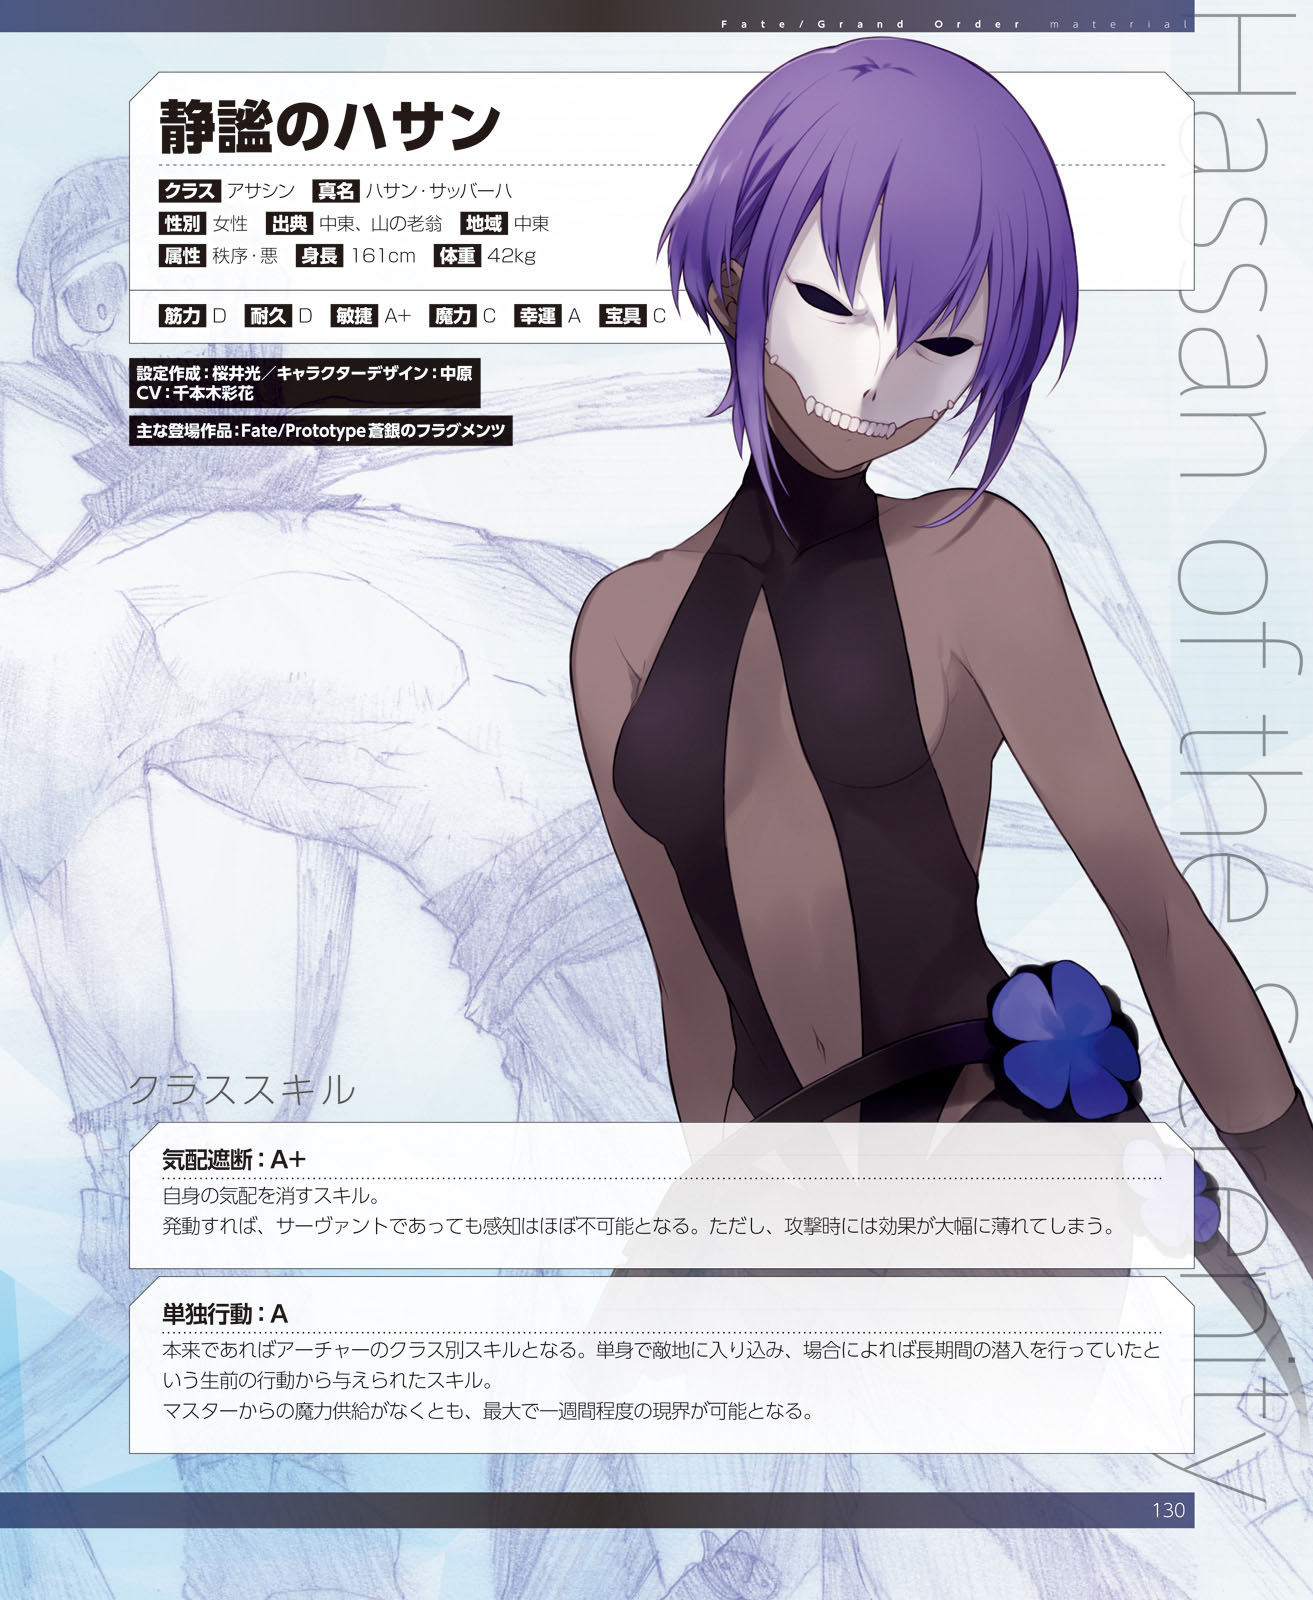 Fate/Grand Order material
静謐のハサン
クラス アサシン 真名 ハサン・サッバーハ
性別 女性 出典 中東、山の老翁 地域 中東
属性 秩序・悪 身長 161cm 体重 42kg
筋力 D 耐久 D 敏捷 A+ 魔力 C 幸運 A 宝具 C
設定作成：桜井光／キャラクターデザイン：中原
CV：千本木彩花
主な登場作品：Fate/Prototype 蒼銀のフラグメンツ
Hassan of the serenity
クラススキル
気配遮断：A+
自身の気配を消すスキル。
発動すれば、サーヴァントであっても感知はほぼ不可能となる。ただし、攻撃時には効果が大幅に薄れてしまう。
単独行動：A
本来であればアーチャーのクラス別スキルとなる。単身で敵地に入り込み、場合によれば長期間の潜入を行っていたと
いう生前の行動から与えられたスキル。
マスターからの魔力供給がなくとも、最大で一週間程度の現界が可能となる。
130